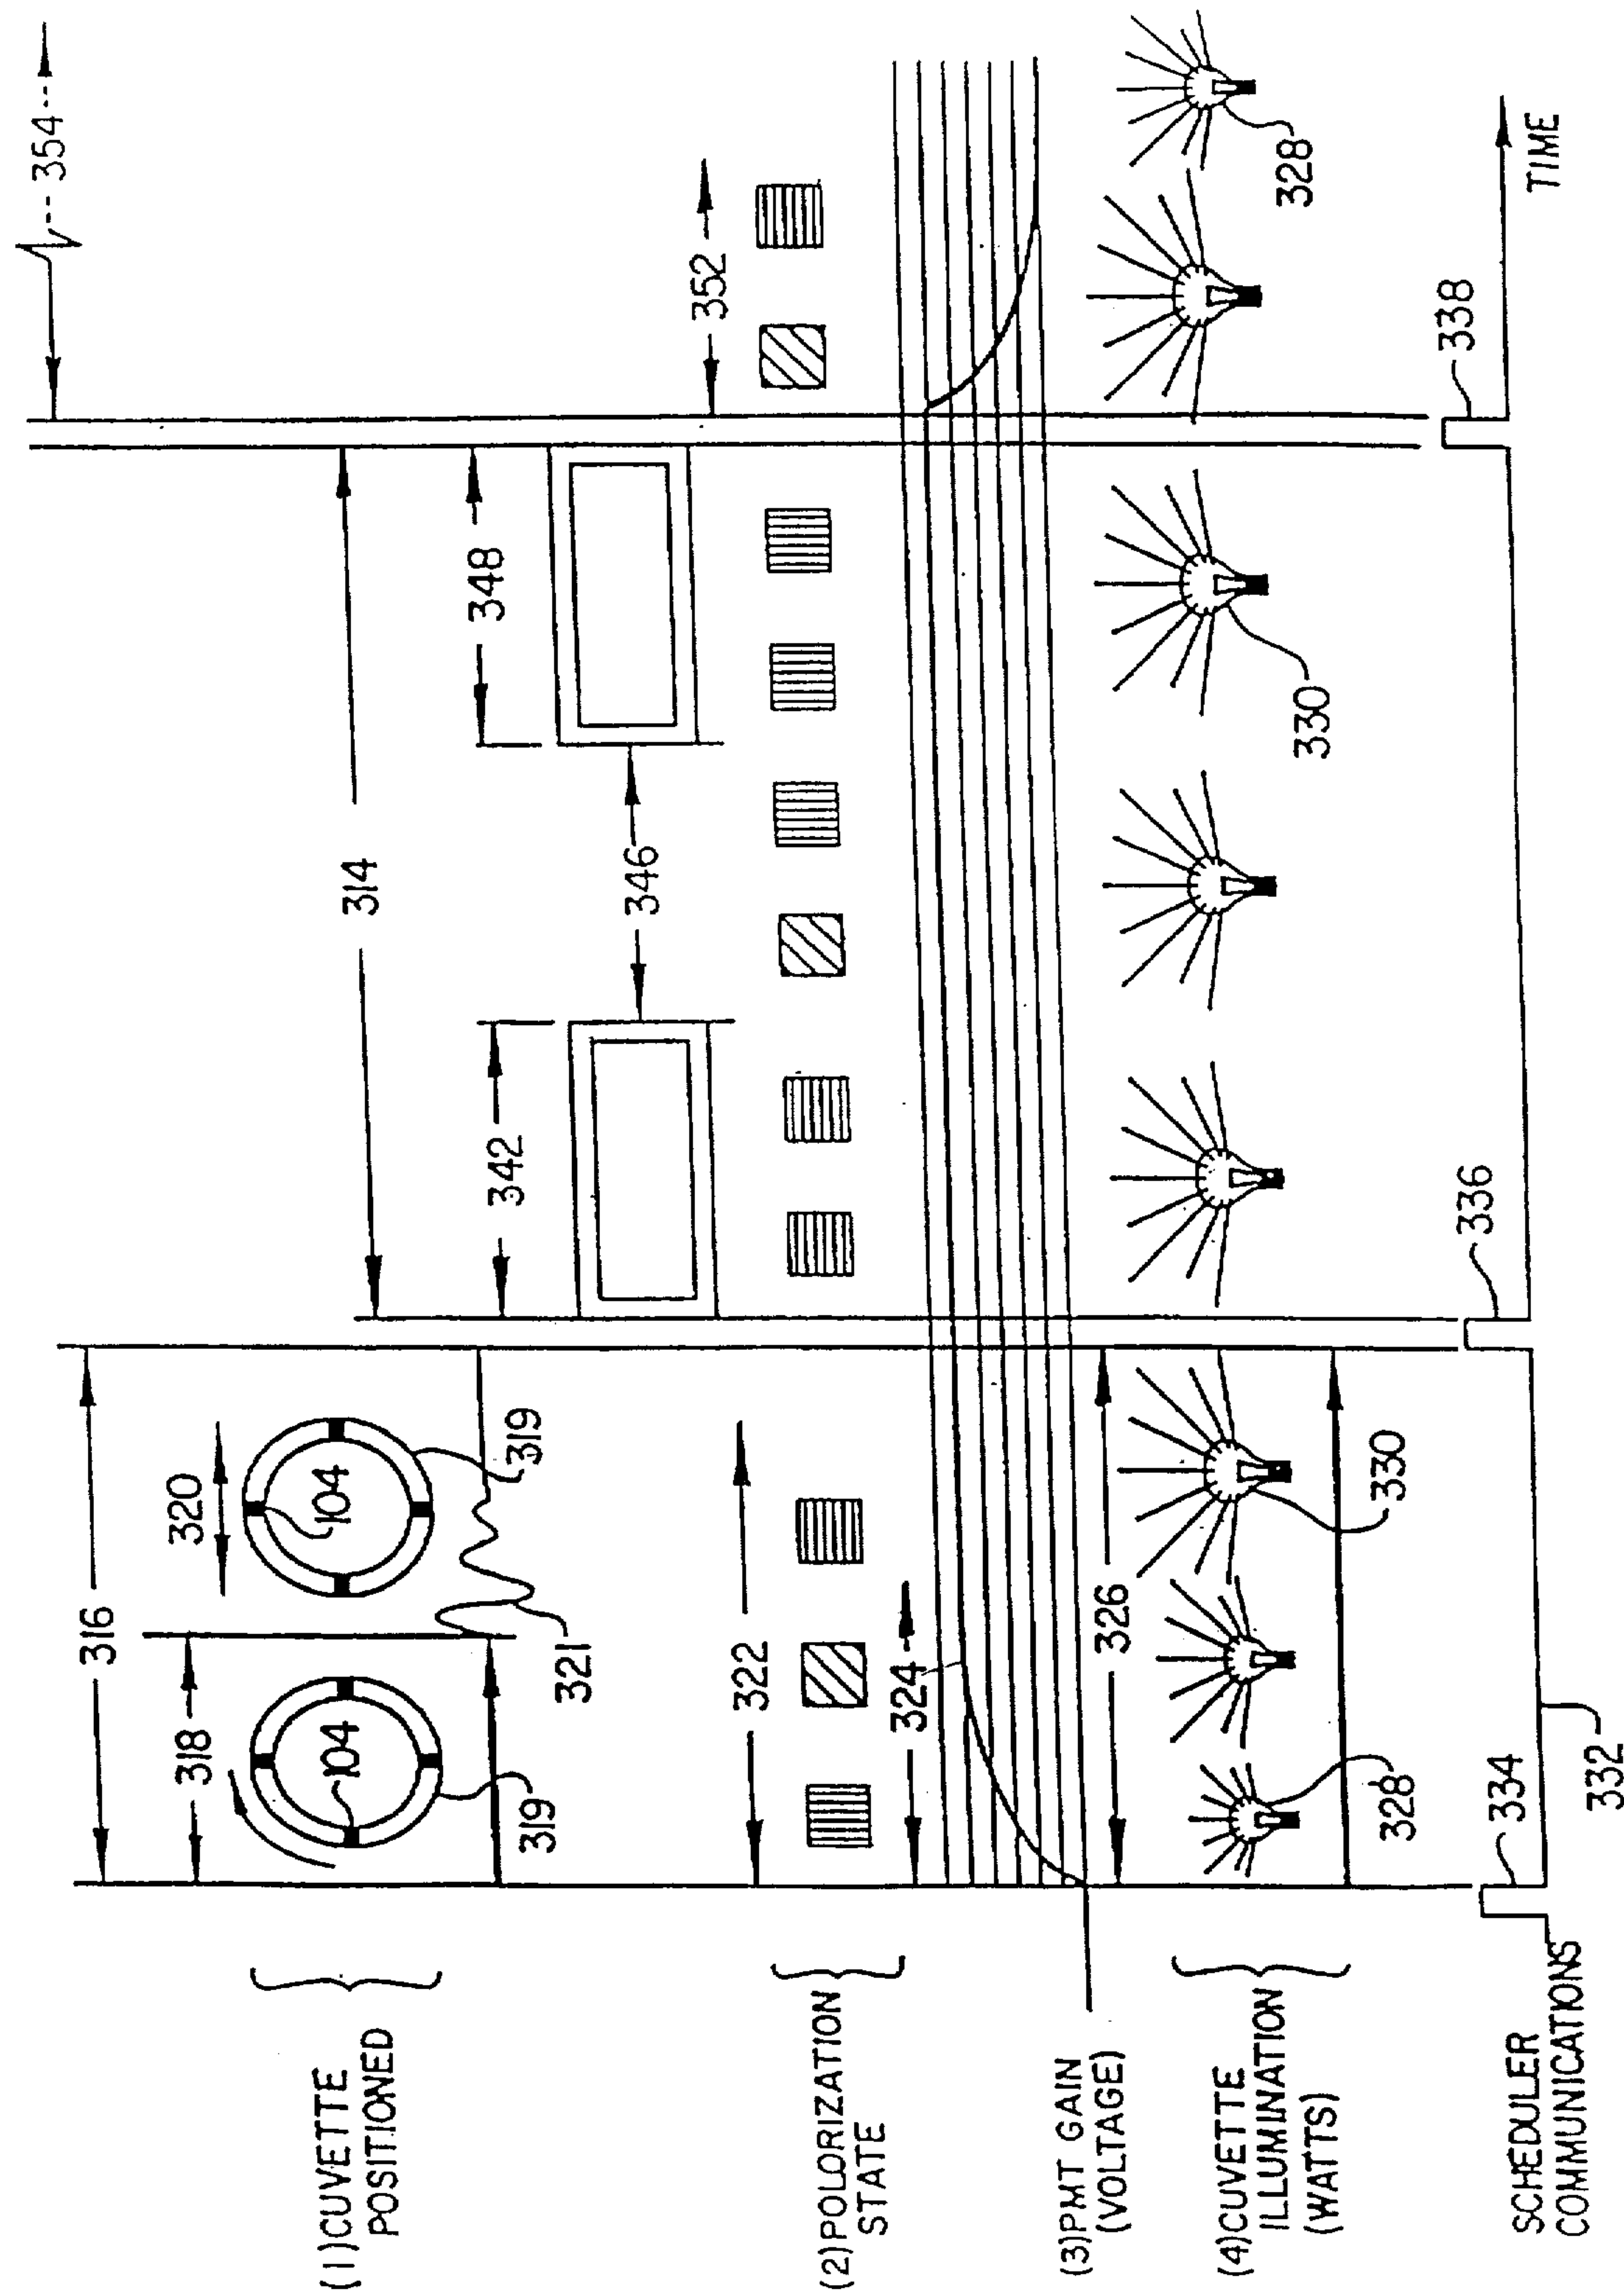 354
316
318
320
104
104
319
319
321
314
342
348
346
352
(1)CUVETTE
POSITIONED
322
(2)POLORIZATION
STATE
324
(3)PMT GAIN
(VOLTAGE)
326
(4)CUVETTE
ILLUMINATION
(WATTS)
328
330
330
328
SCHEDULER
COMMUNICATIONS
334
332
336
338
TIME